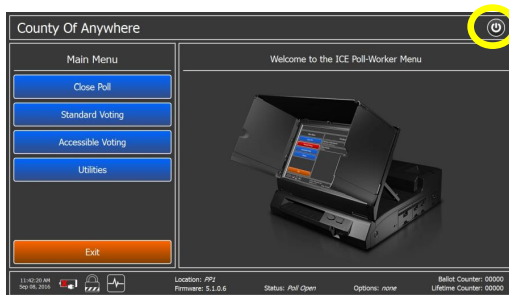 County Of Anywhere
Main Menu
Welcome to the ICE Poll-Worker Menu
Close Poll
Standard Voting
Accessible Voting
Utilities
Exit
11:42:20 AM
Sep 08, 2016
Location: PP1
Firmware: 5.1.0.6
Status: Poll Open
Options: none
Ballot Counter: 00000
Lifetime Counter: 00000